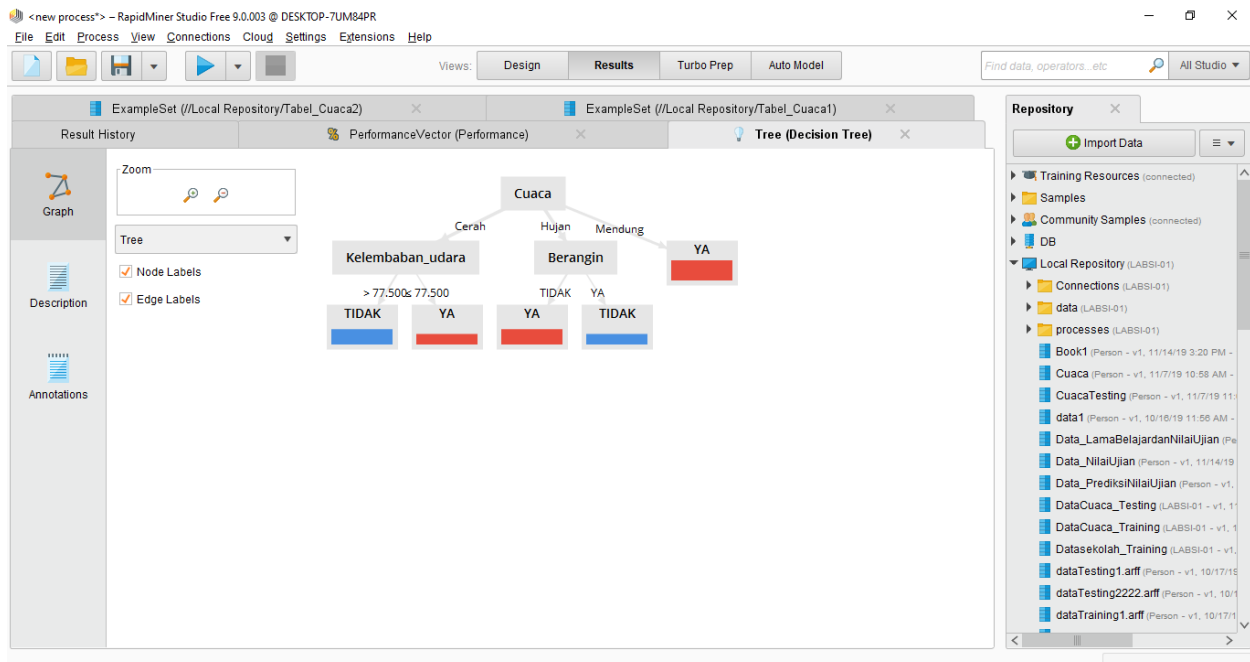 <new process*> – RapidMiner Studio Free 9.0.003 @ DESKTOP-7UM84PR
File Edit Process View Connections Cloud Settings Extensions Help
Views: Design Results Turbo Prep Auto Model
Find data, operators...etc
All Studio
ExampleSet (//Local Repository/Tabel_Cuaca2)
ExampleSet (//Local Repository/Tabel_Cuaca1)
Result History
PerformanceVector (Performance)
Tree (Decision Tree)
Graph
Description
Annotations
Zoom
Tree
Node Labels
Edge Labels
Cuaca
Cerah Hujan Mendung
Kelembaban_udara Berangin YA
> 77.500 ≤ 77.500 TIDAK YA
TIDAK YA YA TIDAK
Repository
Import Data
Training Resources (connected)
Samples
Community Samples (connected)
DB
Local Repository (LABSI-01)
Connections (LABSI-01)
data (LABSI-01)
processes (LABSI-01)
Book1 (Person - v1, 11/14/19 3:20 PM -
Cuaca (Person - v1, 11/7/19 10:58 AM -
CuacaTesting (Person - v1, 11/7/19 11:
data1 (Person - v1, 10/16/19 11:56 AM -
Data_LamaBelajardanNilaiUjian (Pe
Data_NilaiUjian (Person - v1, 11/14/19
Data_PrediksiNilaiUjian (Person - v1,
DataCuaca_Testing (LABSI-01 - v1, 1
DataCuaca_Training (LABSI-01 - v1, 1
Datasekolah_Training (LABSI-01 - v1,
dataTesting1.arff (Person - v1, 10/17/19
dataTesting2222.arff (Person - v1, 10/1
dataTraining1.arff (Person - v1, 10/17/1